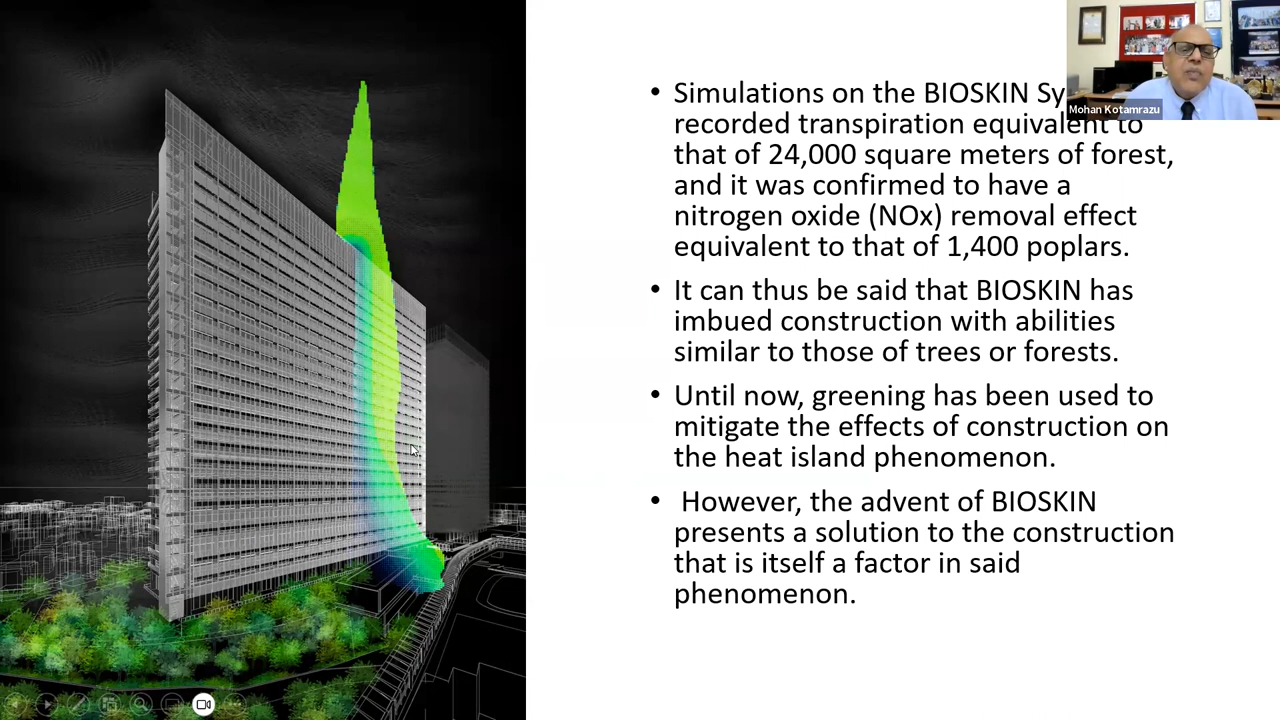 • Simulations on the BIOSKIN Sy
recorded transpiration equivalent to
that of 24,000 square meters of forest,
and it was confirmed to have a
nitrogen oxide (NOx) removal effect
equivalent to that of 1,400 poplars.
• It can thus be said that BIOSKIN has
imbued construction with abilities
similar to those of trees or forests.
• Until now, greening has been used to
mitigate the effects of construction on
the heat island phenomenon.
• However, the advent of BIOSKIN
presents a solution to the construction
that is itself a factor in said
phenomenon.
Mohan Kotamrazu